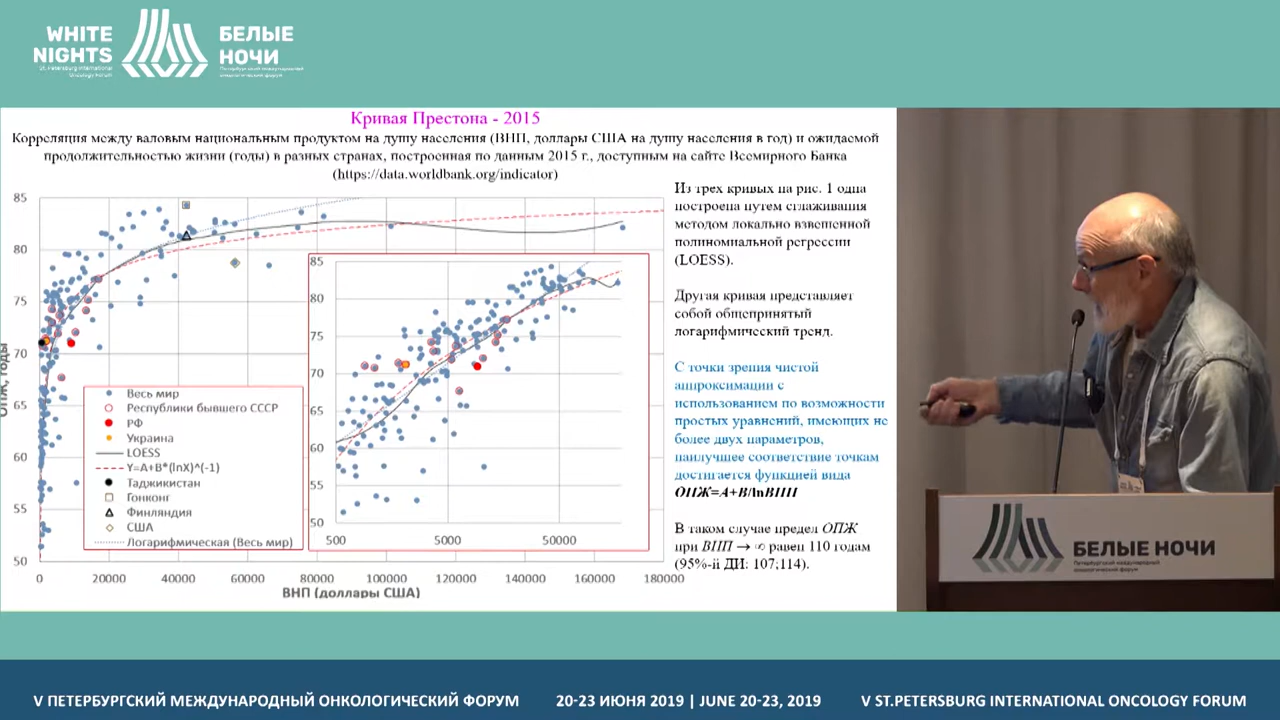 WHITE NIGHTS
St. Petersburg International
Oncology Forum
БЕЛЫЕ НОЧИ
Петербургский международный
онкологический форум
Кривая Престона - 2015
Корреляция между валовым национальным продуктом на душу населения (ВНП, доллары США на душу населения в год) и ожидаемой
продолжительностью жизни (годы) в разных странах, построенная по данным 2015 г., доступным на сайте Всемирного Банка
(https://data.worldbank.org/indicator)
85
80
75
70
65
60
55
50
ОПЖ, годы
0
20000
40000
60000
80000
100000
120000
140000
160000
180000
ВНП (доллары США)
Весь мир
Республики бывшего СССР
РФ
Украина
LOESS
Y=A+B*(lnX)^(-1)
Таджикистан
Гонконг
Финляндия
США
Логарифмическая (Весь мир)
85
80
75
70
65
60
55
50
500
5000
50000
Из трех кривых на рис. 1 одна
построена путем сглаживания
методом локально взвешенной
полиномиальной регрессии
(LOESS).
Другая кривая представляет
собой общепринятый
логарифмический тренд.
С точки зрения чистой
аппроксимации с
использованием по возможности
простых уравнений, имеющих не
более двух параметров,
наилучшее соответствие точкам
достигается функцией вида
ОПЖ=A+B/lnВНП
В таком случае предел ОПЖ
при ВНП → ∞ равен 110 годам
(95%-й ДИ: 107;114).
БЕЛЫЕ НОЧИ
Петербургский международный
онкологический форум
V ПЕТЕРБУРГСКИЙ МЕЖДУНАРОДНЫЙ ОНКОЛОГИЧЕСКИЙ ФОРУМ
20-23 ИЮНЯ 2019 | JUNE 20-23, 2019
V ST.PETERSBURG INTERNATIONAL ONCOLOGY FORUM